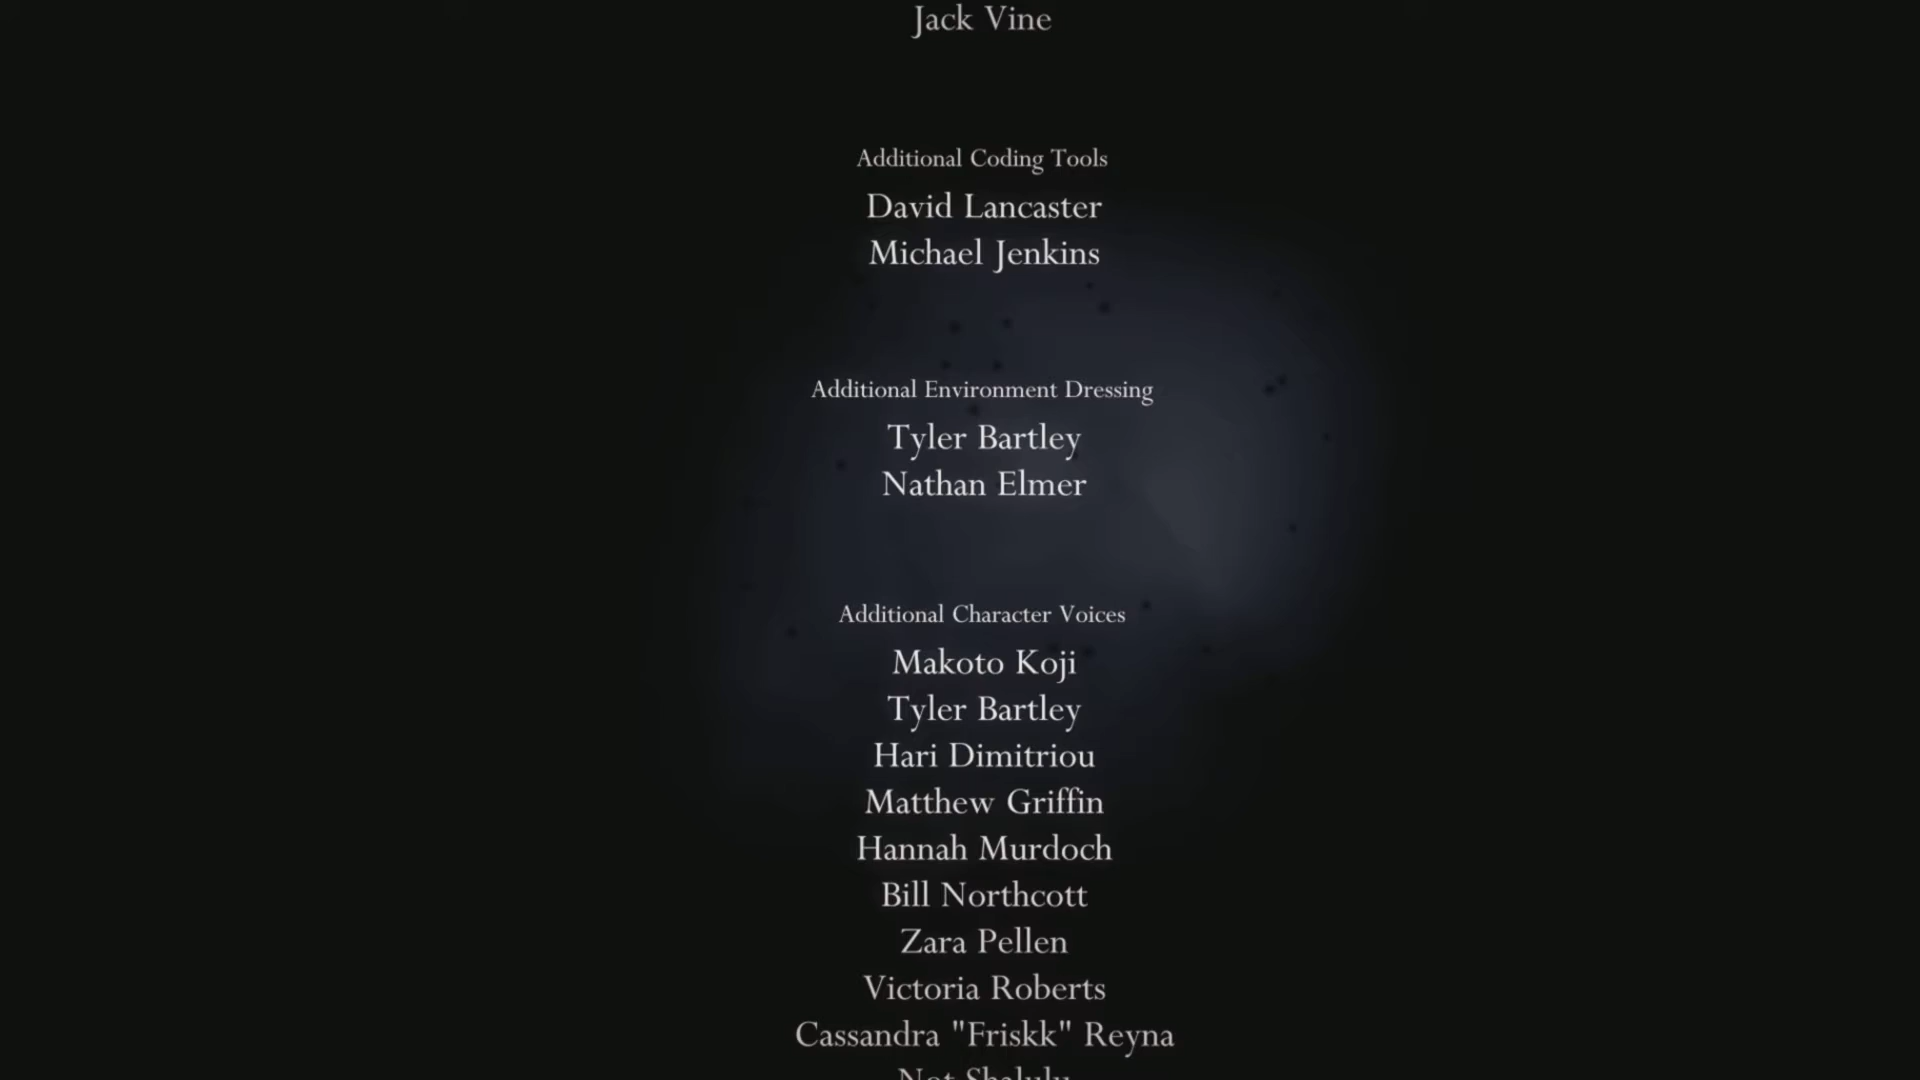 Jack Vine
Additional Coding Tools
David Lancaster
Michael Jenkins
Additional Environment Dressing
Tyler Bartley
Nathan Elmer
Additional Character Voices
Makoto Koji
Tyler Bartley
Hari Dimitriou
Matthew Griffin
Hannah Murdoch
Bill Northcott
Zara Pellen
Victoria Roberts
Cassandra "Friskk" Reyna
Not